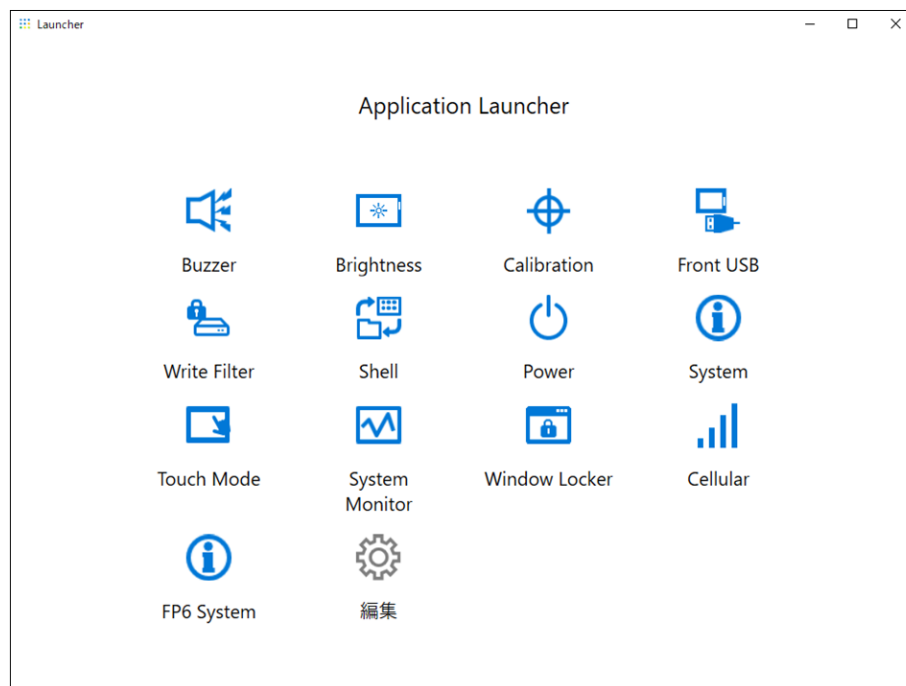 Launcher
Application Launcher
Buzzer
Brightness
Calibration
Front USB
Write Filter
Shell
Power
System
Touch Mode
System
Monitor
Window Locker
Cellular
FP6 System
編集